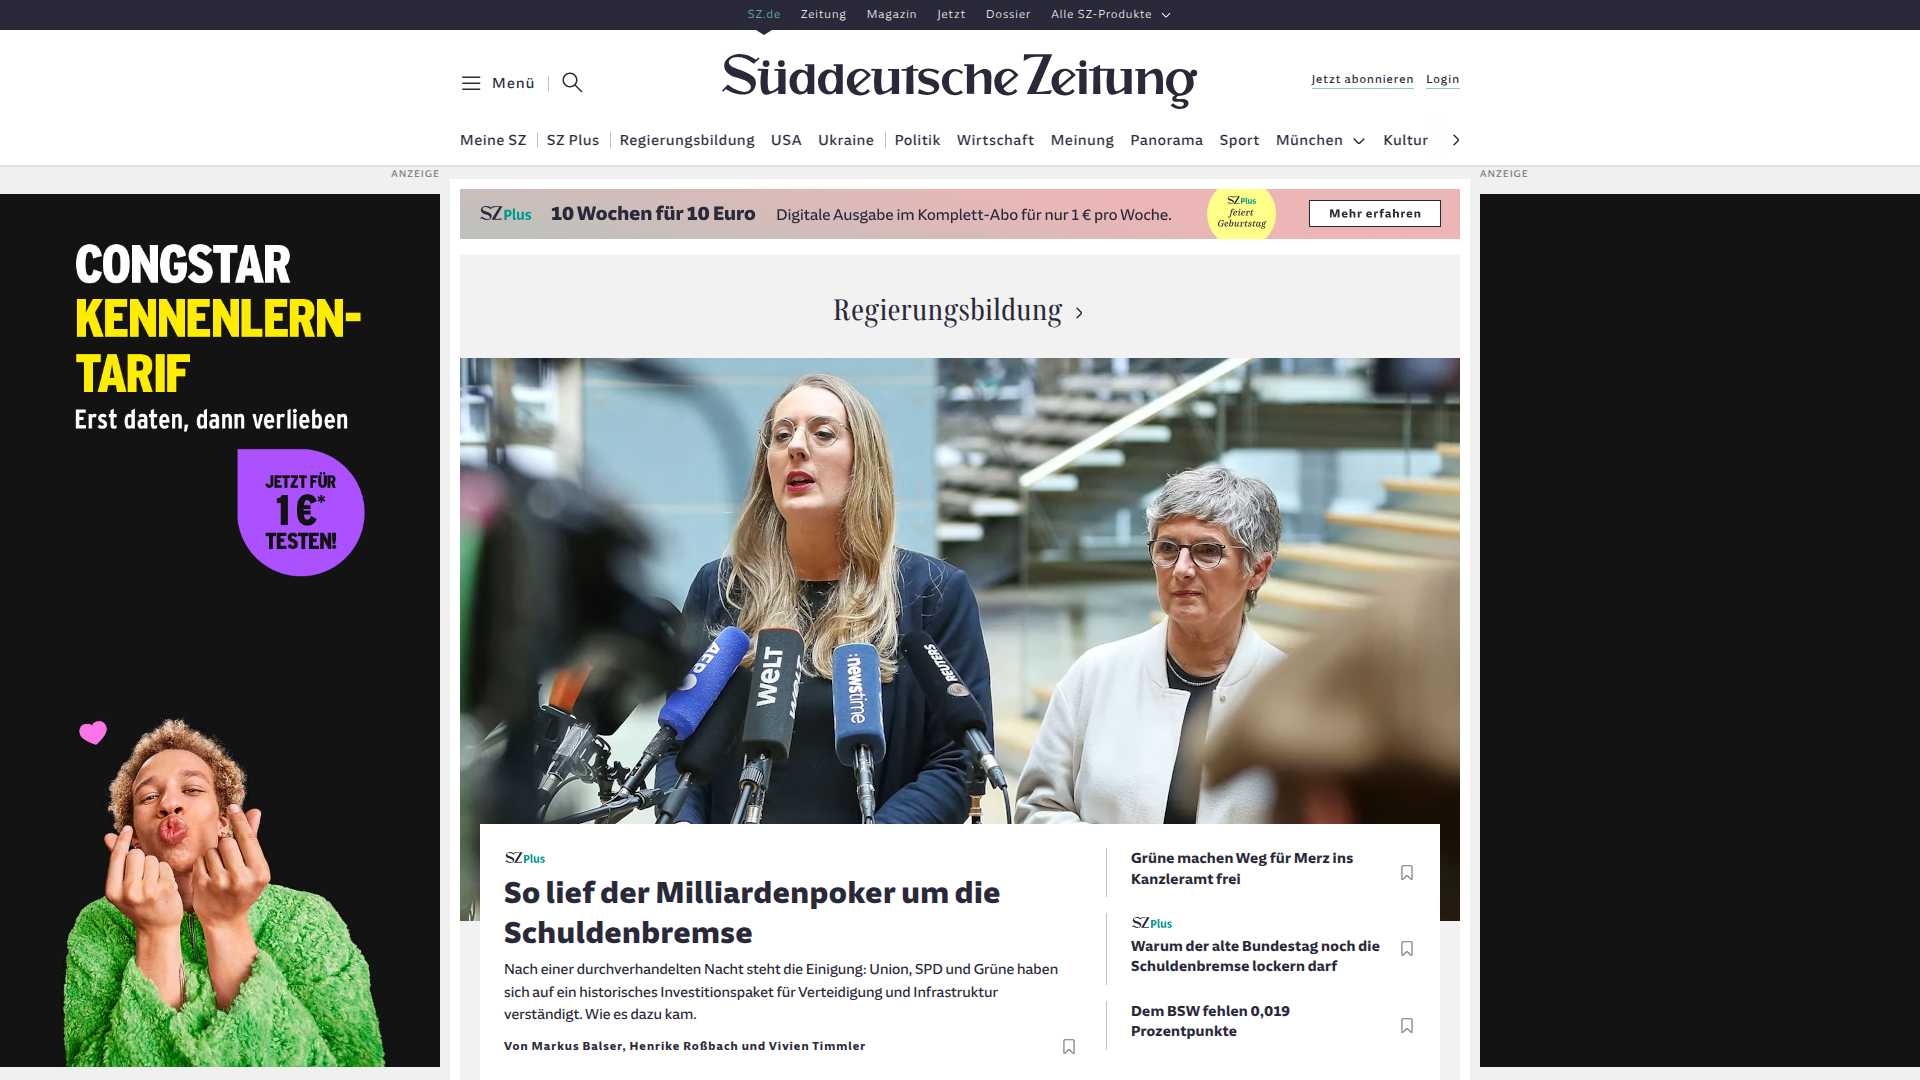 SZ.de Zeitung Magazin Jetzt Dossier Alle SZ-Produkte
Menü
Süddeutsche Zeitung
Jetzt abonnieren Login
Meine SZ SZ Plus Regierungsbildung USA Ukraine Politik Wirtschaft Meinung Panorama Sport München Kultur
ANZEIGE
ANZEIGE
CONGSTAR
KENNENLERN-
TARIF
Erst daten, dann verlieben
JETZT FÜR
1 €*
TESTEN!
SZ Plus 10 Wochen für 10 Euro Digitale Ausgabe im Komplett-Abo für nur 1 € pro Woche.
SZ Plus
feiert
Geburtstag
Mehr erfahren
Regierungsbildung
AFP
WELT
WELT
:newstime
REUTERS
SZ Plus
So lief der Milliardenpoker um die
Schuldenbremse
Nach einer durchverhandelten Nacht steht die Einigung: Union, SPD und Grüne haben
sich auf ein historisches Investitionspaket für Verteidigung und Infrastruktur
verständigt. Wie es dazu kam.
Von Markus Balser, Henrike Roßbach und Vivien Timmler
Grüne machen Weg für Merz ins
Kanzleramt frei
SZ Plus
Warum der alte Bundestag noch die
Schuldenbremse lockern darf
Dem BSW fehlen 0,019
Prozentpunkte